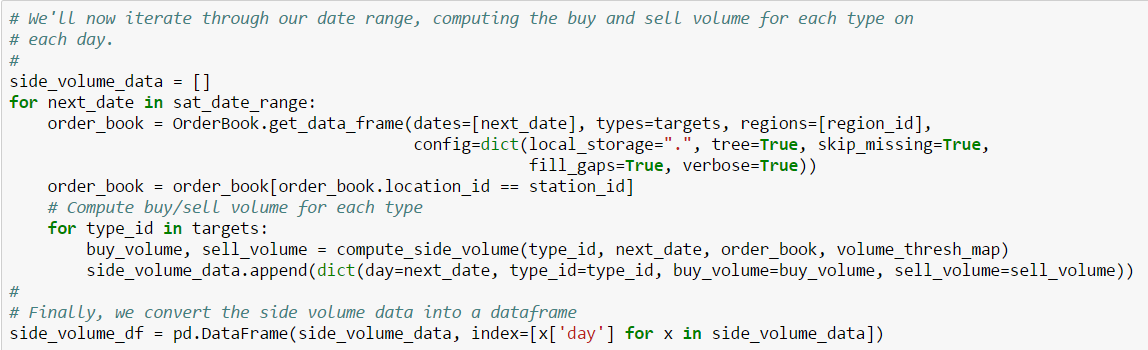 # We'll now iterate through our date range, computing the buy and sell volume for each type on
# each day.
#
side_volume_data = []
for next_date in sat_date_range:
    order_book = OrderBook.get_data_frame(dates=[next_date], types=targets, regions=[region_id],
                                          config=dict(local_storage=".", tree=True, skip_missing=True,
                                                      fill_gaps=True, verbose=True))
    order_book = order_book[order_book.location_id == station_id]
    # Compute buy/sell volume for each type
    for type_id in targets:
        buy_volume, sell_volume = compute_side_volume(type_id, next_date, order_book, volume_thresh_map)
        side_volume_data.append(dict(day=next_date, type_id=type_id, buy_volume=buy_volume, sell_volume=sell_volume))
#
# Finally, we convert the side volume data into a dataframe
side_volume_df = pd.DataFrame(side_volume_data, index=[x['day'] for x in side_volume_data])